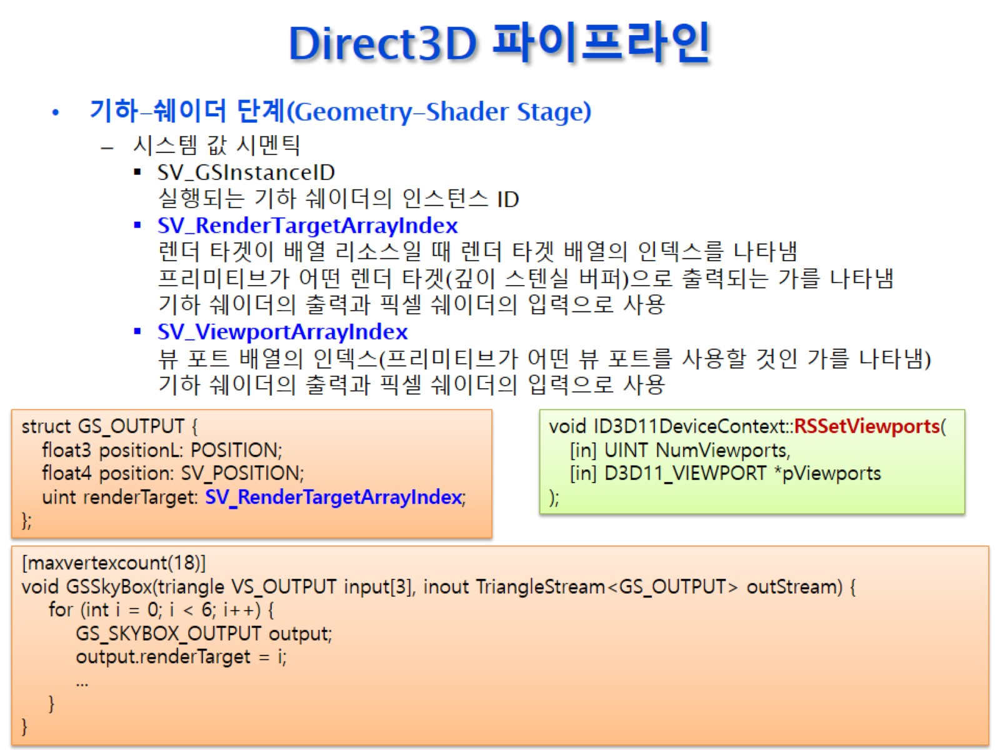 Direct3D 파이프라인
• 기하-쉐이더 단계(Geometry-Shader Stage)
– 시스템 값 시멘틱
▪ SV_GSInstanceID
실행되는 기하 쉐이더의 인스턴스 ID
▪ SV_RenderTargetArrayIndex
렌더 타겟이 배열 리소스일 때 렌더 타겟 배열의 인덱스를 나타냄
프리미티브가 어떤 렌더 타겟(깊이 스텐실 버퍼)으로 출력되는 가를 나타냄
기하 쉐이더의 출력과 픽셀 쉐이더의 입력으로 사용
▪ SV_ViewportArrayIndex
뷰 포트 배열의 인덱스(프리미티브가 어떤 뷰 포트를 사용할 것인 가를 나타냄)
기하 쉐이더의 출력과 픽셀 쉐이더의 입력으로 사용
struct GS_OUTPUT {
float3 positionL: POSITION;
float4 position: SV_POSITION;
uint renderTarget: SV_RenderTargetArrayIndex;
};
void ID3D11DeviceContext::RSSetViewports(
[in] UINT NumViewports,
[in] D3D11_VIEWPORT *pViewports
);
[maxvertexcount(18)]
void GSSkyBox(triangle VS_OUTPUT input[3], inout TriangleStream<GS_OUTPUT> outStream) {
for (int i = 0; i < 6; i++) {
GS_SKYBOX_OUTPUT output;
output.renderTarget = i;
...
}
}